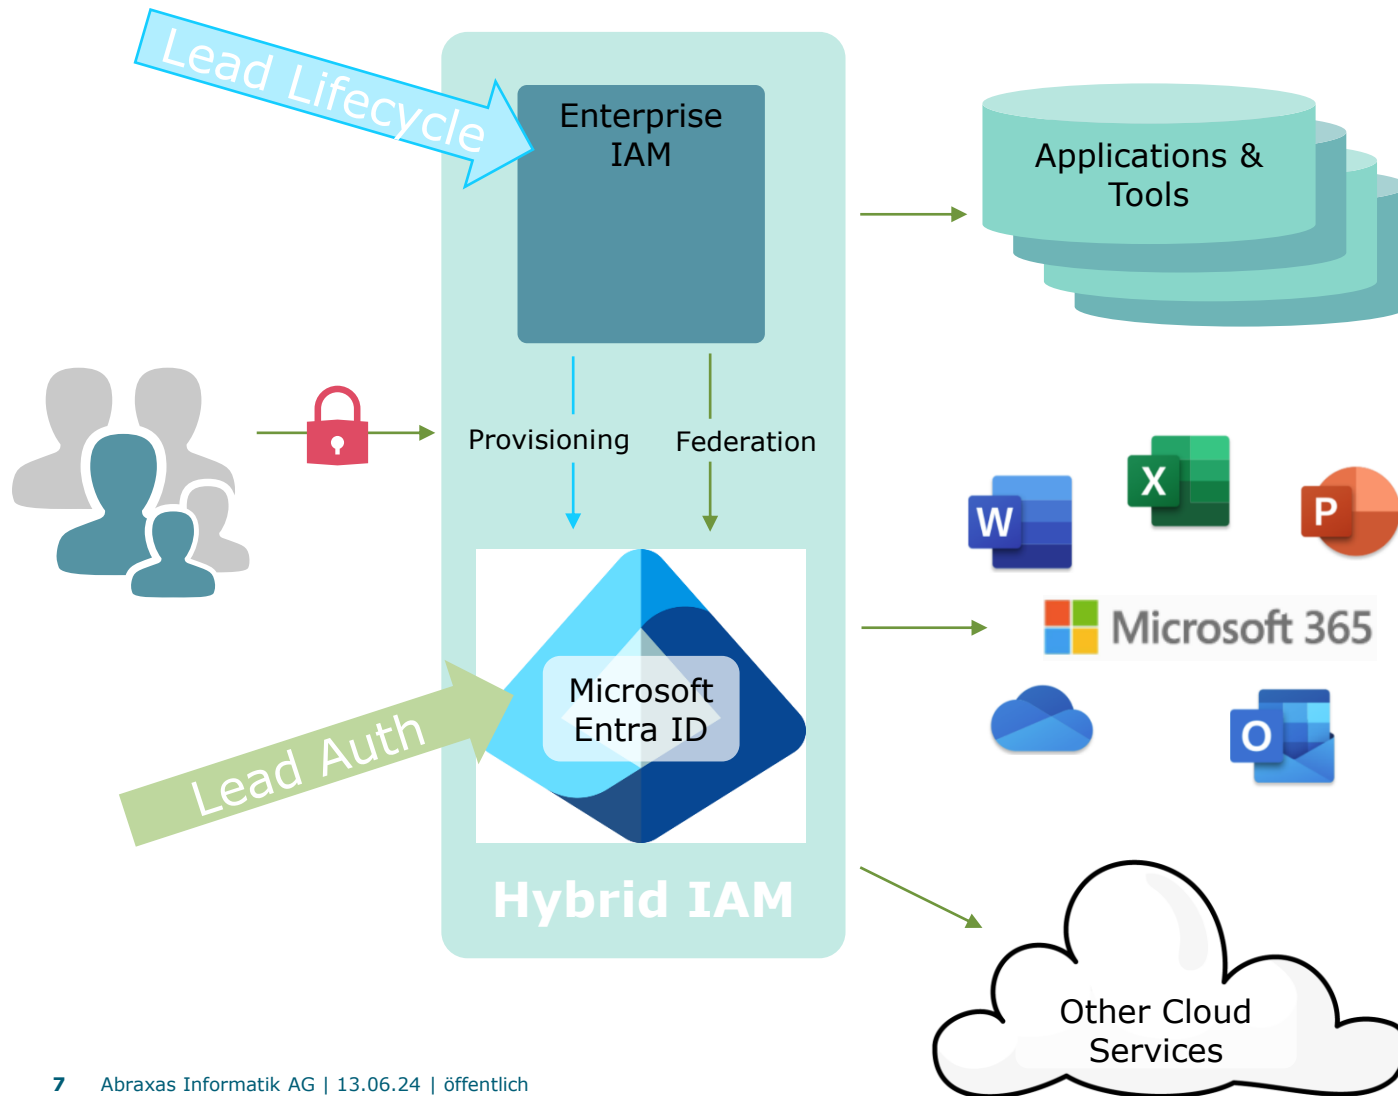 Lead Lifecycle
Enterprise
IAM
Applications &
Tools
Provisioning
Federation
W
X
P
Microsoft 365
O
Microsoft
Entra ID
Lead Auth
Hybrid IAM
Other Cloud
Services
7 Abraxas Informatik AG | 13.06.24 | öffentlich